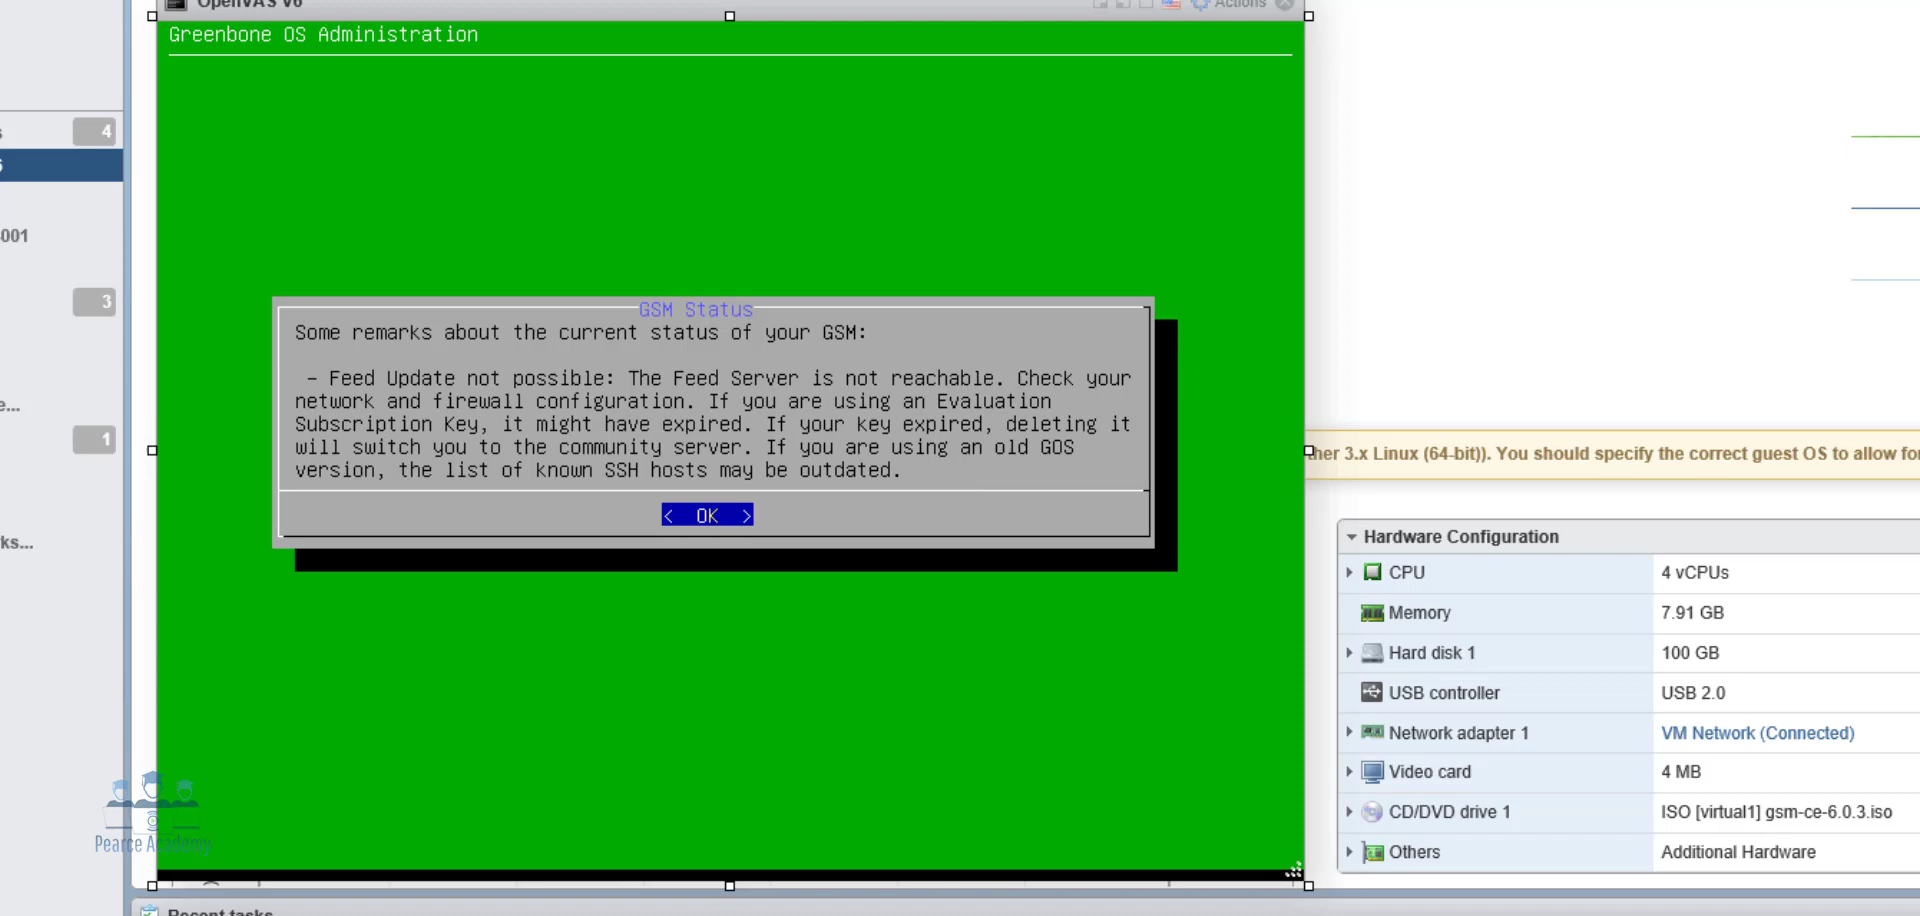 OpenVAS V6
Actions
Greenbone OS Administration
4
001
3
e...
1
ks...
GSM Status
Some remarks about the current status of your GSM:
- Feed Update not possible: The Feed Server is not reachable. Check your
network and firewall configuration. If you are using an Evaluation
Subscription Key, it might have expired. If your key expired, deleting it
will switch you to the community server. If you are using an old GOS
version, the list of known SSH hosts may be outdated.
< OK >
ther 3.x Linux (64-bit)). You should specify the correct guest OS to allow for
Hardware Configuration
CPU 4 vCPUs
Memory 7.91 GB
Hard disk 1 100 GB
USB controller USB 2.0
Network adapter 1 VM Network (Connected)
Video card 4 MB
CD/DVD drive 1 ISO [virtual1] gsm-ce-6.0.3.iso
Others Additional Hardware
Pearce Academy
Recent tasks